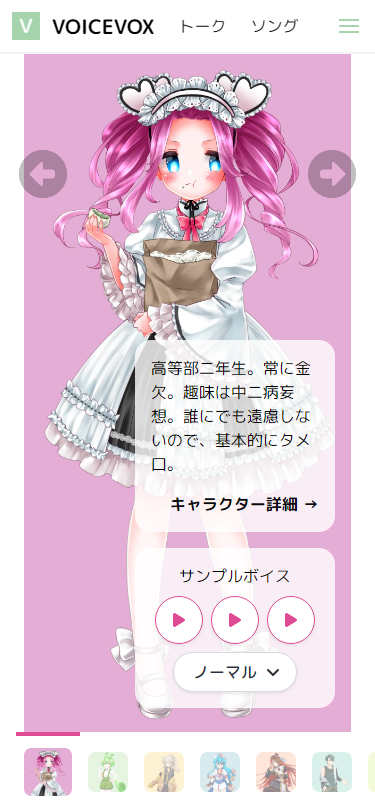 V VOICEVOX トーク ソング
高等部二年生。常に金
欠。趣味は中二病妄
想。誰にでも遠慮しな
いので、基本的にタメ
口。
キャラクター詳細 →
サンプルボイス
ノーマル